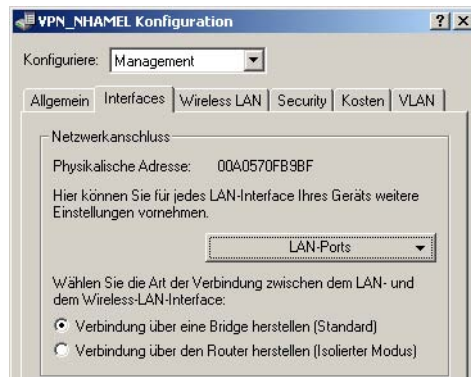 VPN_NHAMEL Konfiguration
Konfiguriere: Management
Allgemein Interfaces Wireless LAN Security Kosten VLAN
Netzwerkanschluss
Physikalische Adresse: 00A0570FB9BF
Hier können Sie für jedes LAN-Interface Ihres Geräts weitere
Einstellungen vornehmen.
LAN-Ports
Wählen Sie die Art der Verbindung zwischen dem LAN- und
dem Wireless-LAN-Interface:
Verbindung über eine Bridge herstellen (Standard)
Verbindung über den Router herstellen (Isolierter Modus)